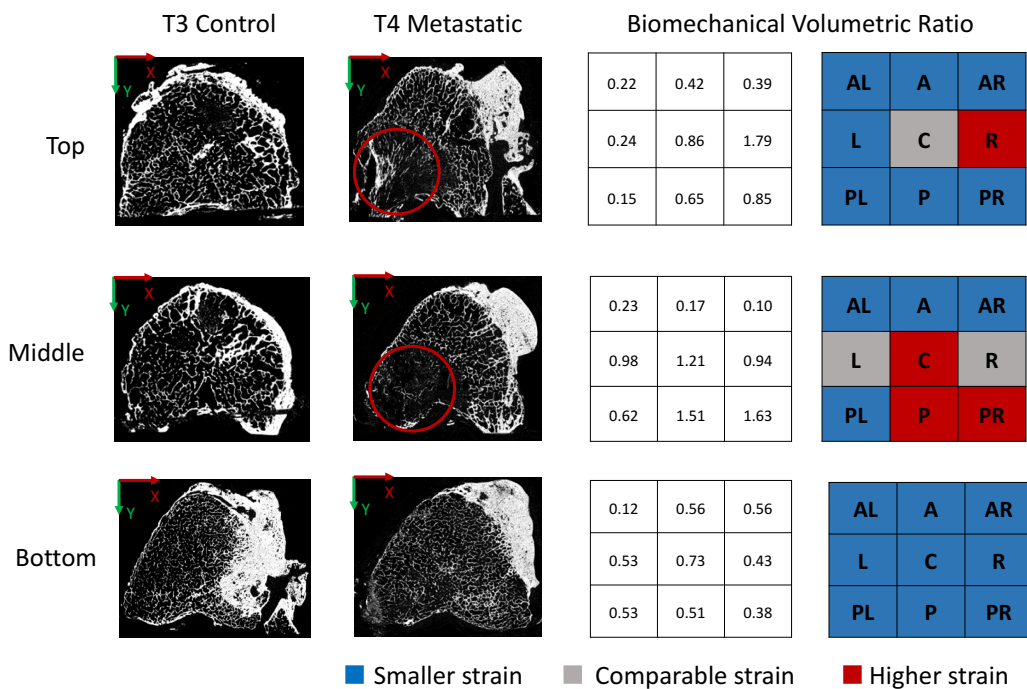 T3 Control T4 Metastatic Biomechanical Volumetric Ratio
Top
X
Y
X
Y
0.22 0.42 0.39
0.24 0.86 1.79
0.15 0.65 0.85
AL A AR
L C R
PL P PR
Middle
X
Y
X
Y
0.23 0.17 0.10
0.98 1.21 0.94
0.62 1.51 1.63
AL A AR
L C R
PL P PR
Bottom
X
Y
X
Y
0.12 0.56 0.56
0.53 0.73 0.43
0.53 0.51 0.38
AL A AR
L C R
PL P PR
Smaller strain Comparable strain Higher strain